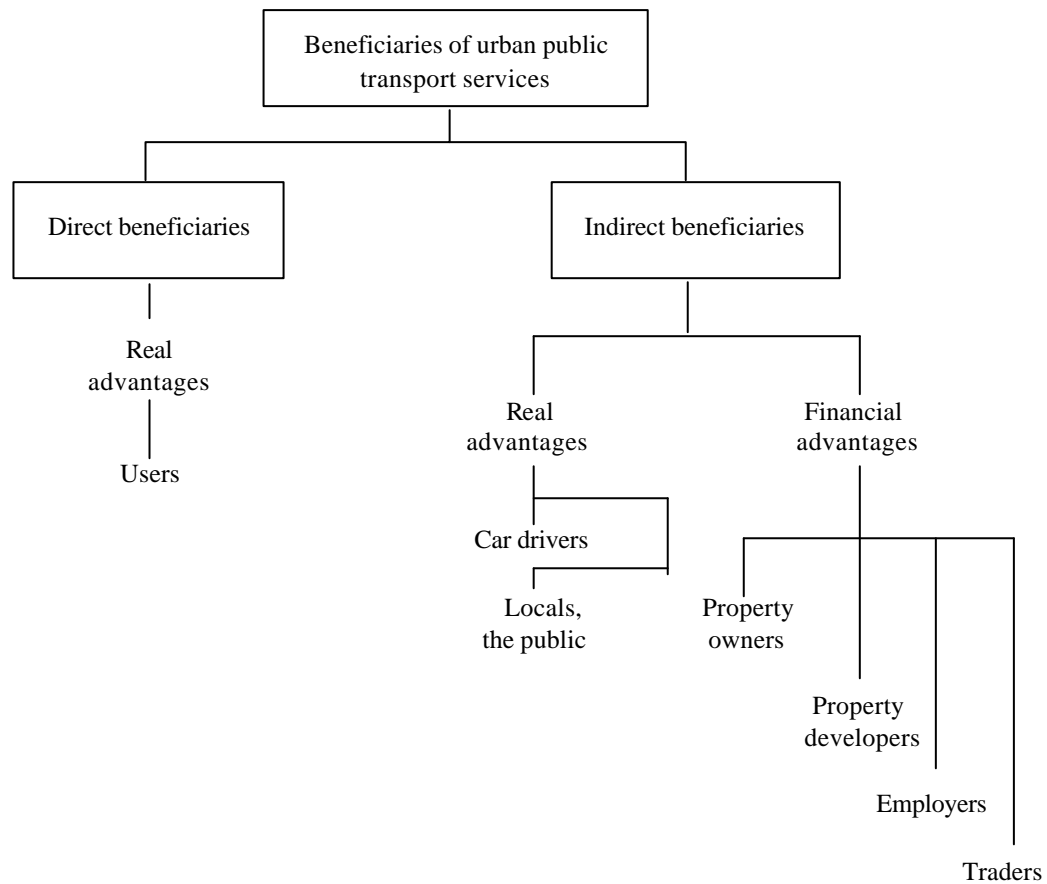 Beneficiaries of urban public
transport services
Direct beneficiaries
Indirect beneficiaries
Real
advantages
Users
Real
advantages
Financial
advantages
Car drivers
Locals,
the public
Property
owners
Property
developers
Employers
Traders